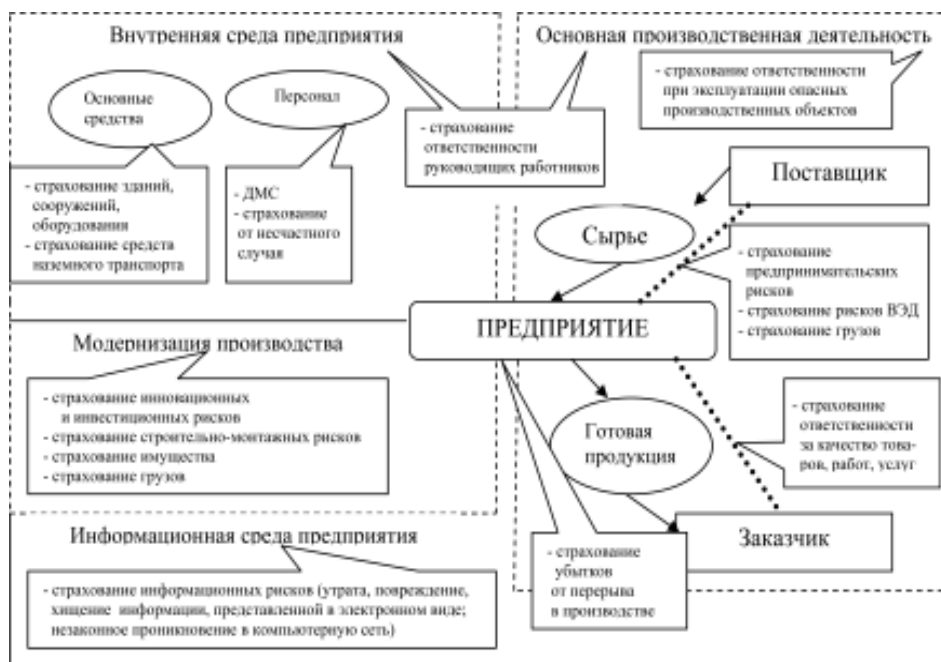 Внутренняя среда предприятия
Основные
средства
Персонал
- страхование зданий,
сооружений,
оборудования
- страхование средств
наземного транспорта
- ДМС
- страхование
от несчастного
случая
- страхование
ответственности
руководящих работников
Основная производственная деятельность
- страхование ответственности
при эксплуатации опасных
производственных объектов
Поставщик
Сырье
- страхование
предпринимательских
рисков
- страхование рисков ВЭД
- страхование грузов
ПРЕДПРИЯТИЕ
Модернизация производства
- страхование инновационных
и инвестиционных рисков
- страхование строительно-монтажных рисков
- страхование имущества
- страхование грузов
Готовая
продукция
- страхование
ответственности
за качество това-
ров, работ, услуг
Заказчик
- страхование
убытков
от перерыва
в производстве
Информационная среда предприятия
- страхование информационных рисков (утрата, повреждение,
хищение информации, представленной в электронном виде;
незаконное проникновение в компьютерную сеть)